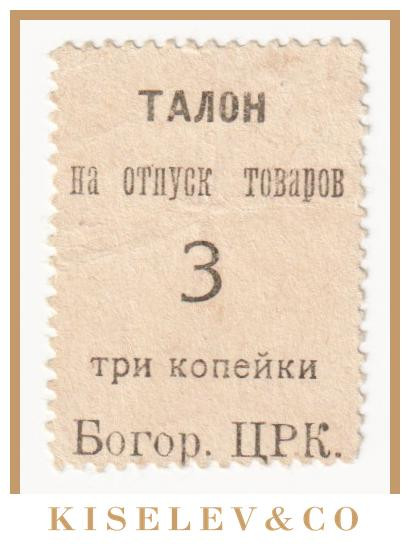 ТАЛОН
на отпуск товаров
3
три копейки
Богор. ЦРК.
KISELEV&CO